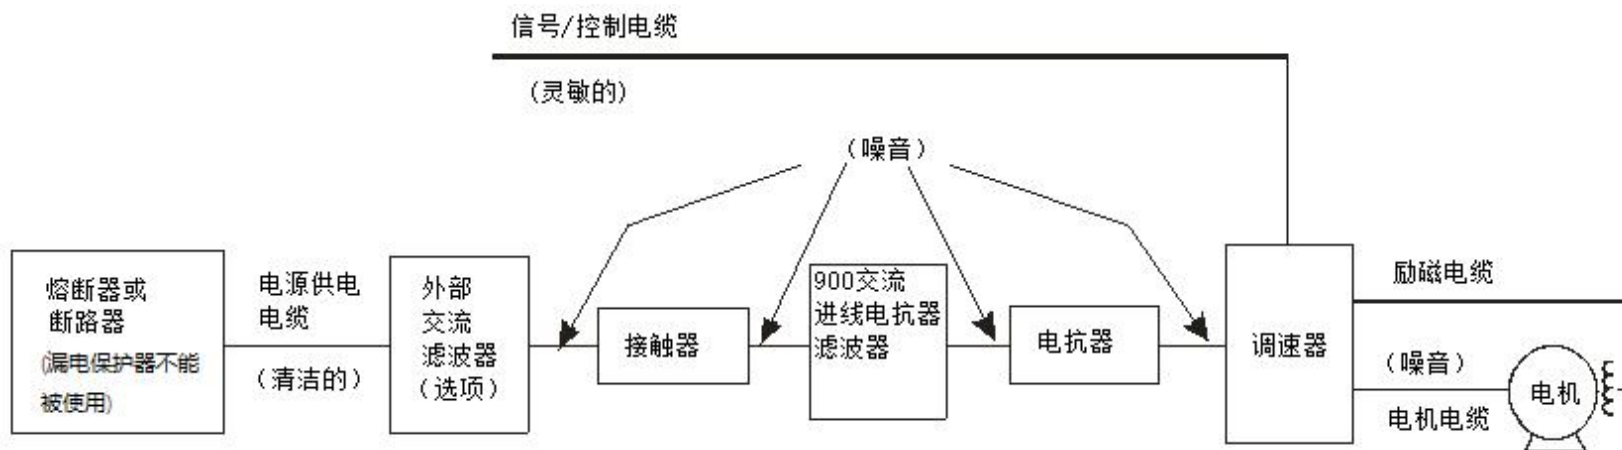 信号/控制电缆
(灵敏的)
(噪音)
熔断器或
断路器
(漏电保护器不能
被使用)
电源供电
电缆
(清洁的)
外部
交流
滤波器
(选项)
接触器
900交流
进线电抗器
滤波器
电抗器
调速器
励磁电缆
(噪音)
电机电缆
电机